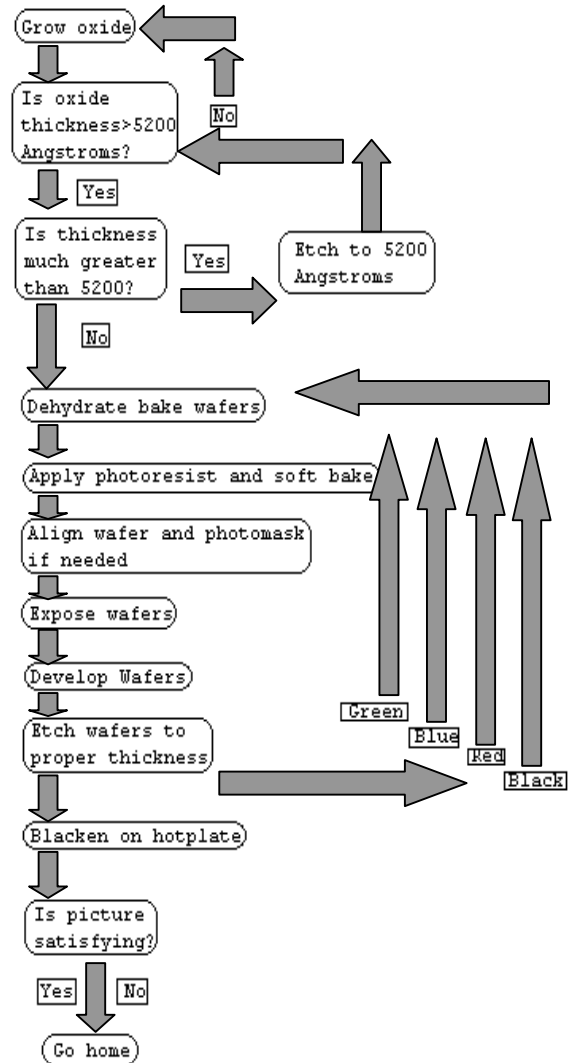 Grow oxide
Is oxide
thickness>5200
Angstroms?
No
Yes
Is thickness
much greater
than 5200?
Yes
Etch to 5200
Angstroms
No
Dehydrate bake wafers
Apply photoresist and soft bake
Align wafer and photomask
if needed
Expose wafers
Develop Wafers
Etch wafers to
proper thickness
Green
Blue
Red
Black
Blacken on hotplate
Is picture
satisfying?
Yes
No
Go home